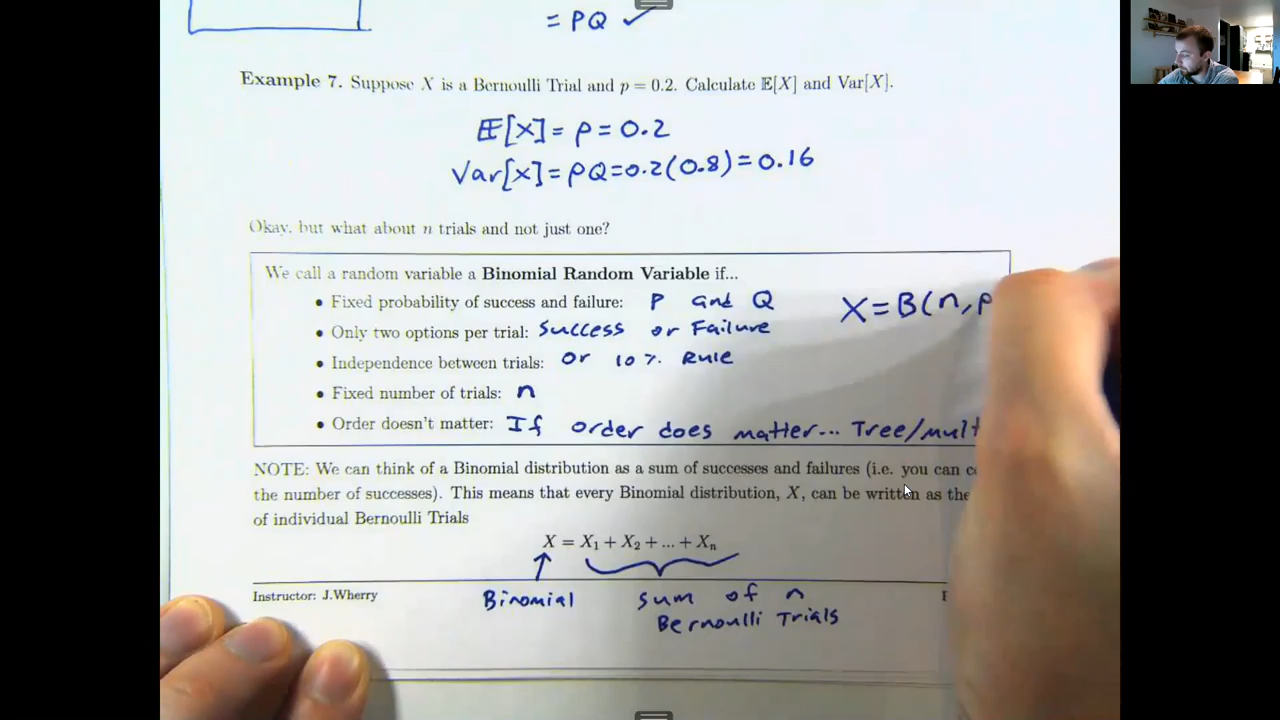 = PQ ✓
Example 7. Suppose X is a Bernoulli Trial and p = 0.2. Calculate 𝔼[X] and Var[X].
𝔼[X] = p = 0.2
Var[X] = PQ = 0.2(0.8) = 0.16
Okay, but what about n trials and not just one?
We call a random variable a Binomial Random Variable if...
• Fixed probability of success and failure: P and Q
X = B(n, p
• Only two options per trial: Success or Failure
• Independence between trials: or 10% Rule
• Fixed number of trials: n
• Order doesn't matter: If order does matter... Tree/mult
NOTE: We can think of a Binomial distribution as a sum of successes and failures (i.e. you can c
the number of successes). This means that every Binomial distribution, X, can be written as the
of individual Bernoulli Trials
X = X₁ + X₂ + ... + Xₙ
Instructor: J.Wherry
Binomial
sum of n
Bernoulli Trials